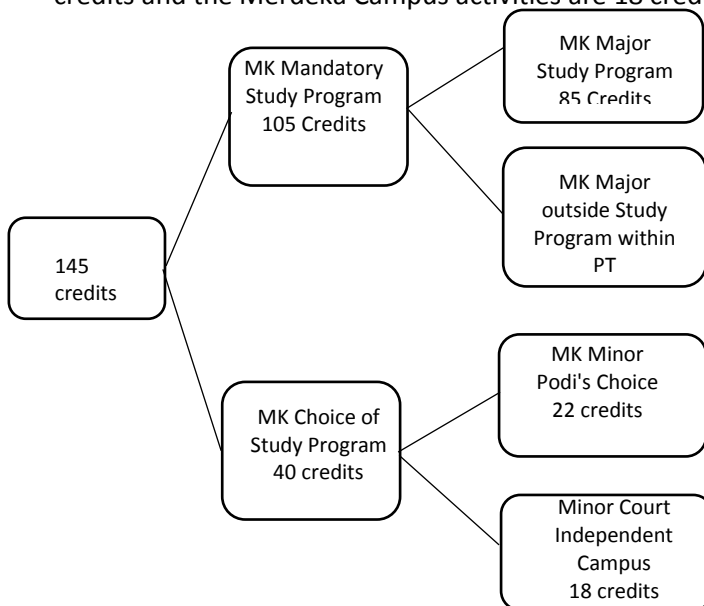 credits and the Merdeka Campus activities are 18 cred
MK Major
Study Program
85 Credits
MK Mandatory
Study Program
105 Credits
MK Major
outside Study
Program within
PT
145
credits
MK Minor
Podi's Choice
22 credits
MK Choice of
Study Program
40 credits
Minor Court
Independent
Campus
18 credits